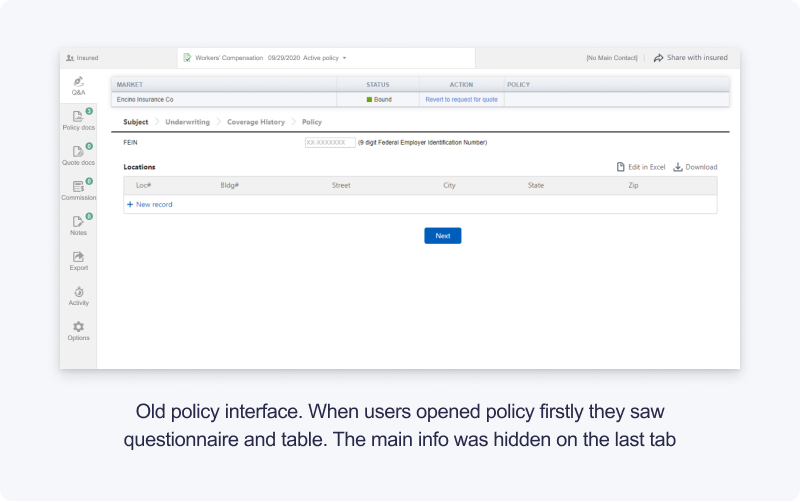 Insured
Workers' Compensation 09/29/2020 Active policy
[No Main Contact]
Share with insured
Q&A
MARKET STATUS ACTION POLICY
Encino Insurance Co Bound Revert to request for quote
Subject Underwriting Coverage History Policy
3
Policy docs
FEIN XX-XXXXXXX (9 digit Federal Employer Identification Number)
Quote docs
Locations Edit in Excel Download
Loc# Bldg# Street City State Zip
Commission
+ New record
Notes
Next
Export
Activity
Options
Old policy interface. When users opened policy firstly they saw
questionnaire and table. The main info was hidden on the last tab